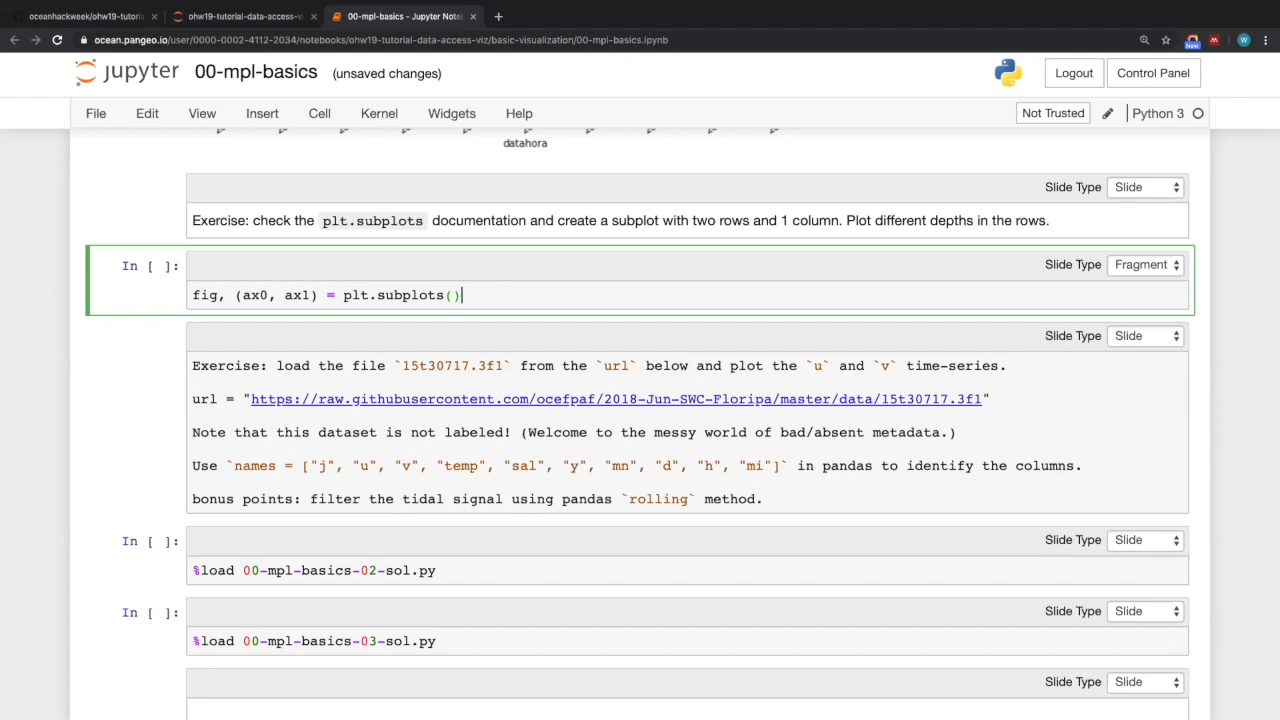 oceanhackweek/ohw19-tutoria
ohw19-tutorial-data-access-vi
00-mpl-basics - Jupyter Note
ocean.pangeo.io/user/0000-0002-4112-2034/notebooks/ohw19-tutorial-data-access-viz/basic-visualization/00-mpl-basics.ipynb
New
W
jupyter 00-mpl-basics (unsaved changes)
Logout
Control Panel
File Edit View Insert Cell Kernel Widgets Help
Not Trusted
Python 3
datahora
Slide Type Slide
Exercise: check the plt.subplots documentation and create a subplot with two rows and 1 column. Plot different depths in the rows.
In [ ]:
Slide Type Fragment
fig, (ax0, ax1) = plt.subplots()
Slide Type Slide
Exercise: load the file `15t30717.3f1` from the `url` below and plot the `u` and `v` time-series.
url = "https://raw.githubusercontent.com/ocefpaf/2018-Jun-SWC-Floripa/master/data/15t30717.3f1"
Note that this dataset is not labeled! (Welcome to the messy world of bad/absent metadata.)
Use `names = ["j", "u", "v", "temp", "sal", "y", "mn", "d", "h", "mi"]` in pandas to identify the columns.
bonus points: filter the tidal signal using pandas `rolling` method.
In [ ]:
Slide Type Slide
%load 00-mpl-basics-02-sol.py
In [ ]:
Slide Type Slide
%load 00-mpl-basics-03-sol.py
Slide Type Slide